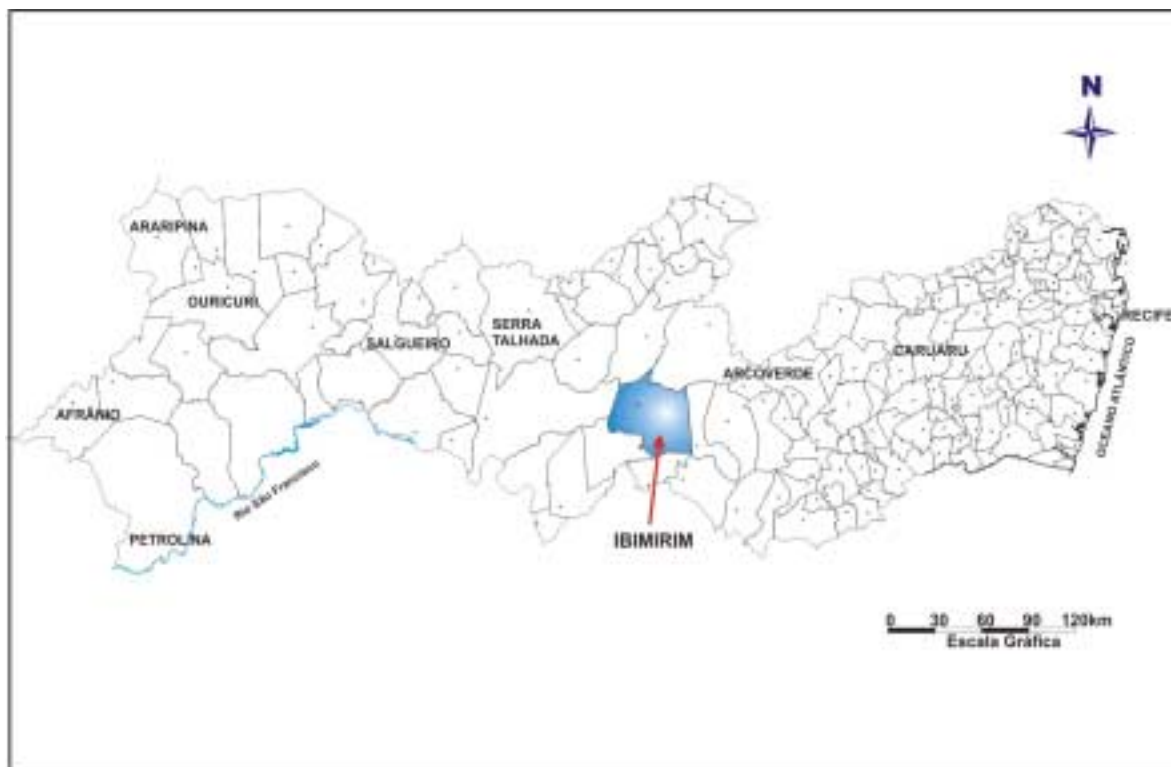 N
ARARIPINA
OURICURI
SERRA
TALHADA
SALGUEIRO
ARCOVERDE
CARUARU
RECIFE
AFRÂNIO
OCEANO ATLÂNTICO
Rio São Francisco
PETROLINA
IBIMIRIM
0 30 60 90 120km
Escala Gráfica